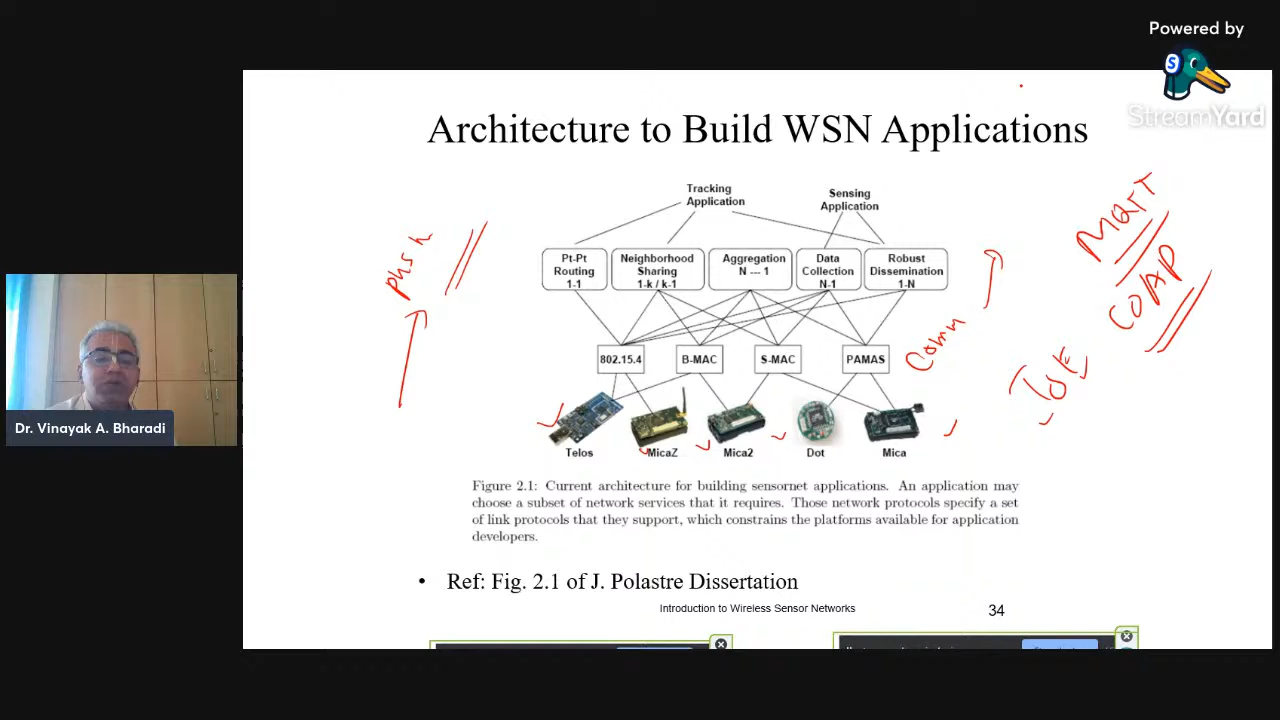 Powered by
StreamYard
Architecture to Build WSN Applications
Tracking
Application
Sensing
Application
Pt-Pt
Routing
1-1
Neighborhood
Sharing
1-k / k-1
Aggregation
N --- 1
Data
Collection
N-1
Robust
Dissemination
1-N
802.15.4
B-MAC
S-MAC
PAMAS
Telos
MicaZ
Mica2
Dot
Mica
push
Comm
MQTT
COAP
Figure 2.1: Current architecture for building sensornet applications. An application may
choose a subset of network services that it requires. Those network protocols specify a set
of link protocols that they support, which constrains the platforms available for application
developers.
• Ref: Fig. 2.1 of J. Polastre Dissertation
Introduction to Wireless Sensor Networks
34
Dr. Vinayak A. Bharadi